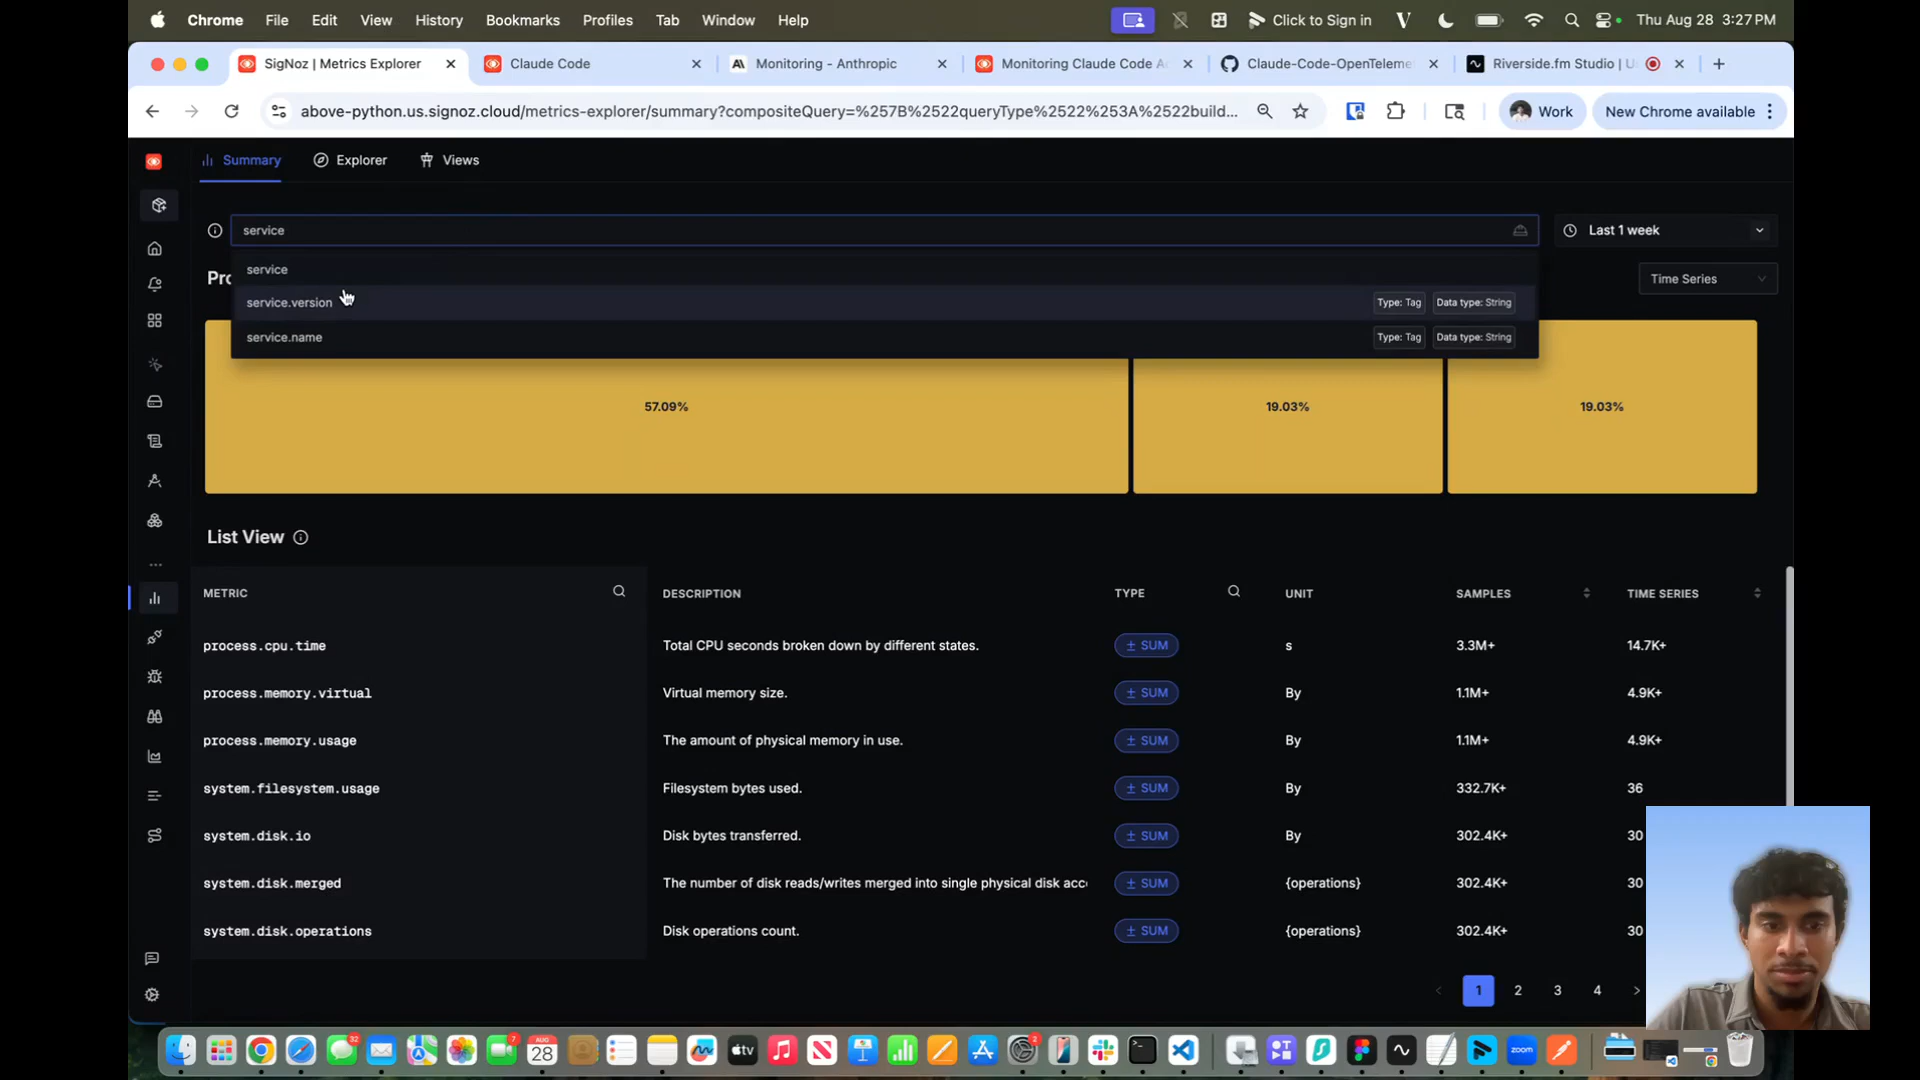 Chrome File Edit View History Bookmarks Profiles Tab Window Help Click to Sign in Thu Aug 28 3:27 PM
SigNoz | Metrics Explorer Claude Code Monitoring - Anthropic Monitoring Claude Code A Claude-Code-OpenTeleme Riverside.fm Studio | U
above-python.us.signoz.cloud/metrics-explorer/summary?compositeQuery=%257B%2522queryType%2522%253A%2522build... Work New Chrome available
Summary Explorer Views
service Last 1 week
service
Pro Time Series
service.version Type: Tag Data type: String
service.name Type: Tag Data type: String
57.09% 19.03% 19.03%
List View
METRIC DESCRIPTION TYPE UNIT SAMPLES TIME SERIES
process.cpu.time Total CPU seconds broken down by different states. ± SUM s 3.3M+ 14.7K+
process.memory.virtual Virtual memory size. ± SUM By 1.1M+ 4.9K+
process.memory.usage The amount of physical memory in use. ± SUM By 1.1M+ 4.9K+
system.filesystem.usage Filesystem bytes used. ± SUM By 332.7K+ 36
system.disk.io Disk bytes transferred. ± SUM By 302.4K+ 30
system.disk.merged The number of disk reads/writes merged into single physical disk acc ± SUM {operations} 302.4K+ 30
system.disk.operations Disk operations count. ± SUM {operations} 302.4K+ 30
1 2 3 4
32 7 AUG 28 tv 2 zoom